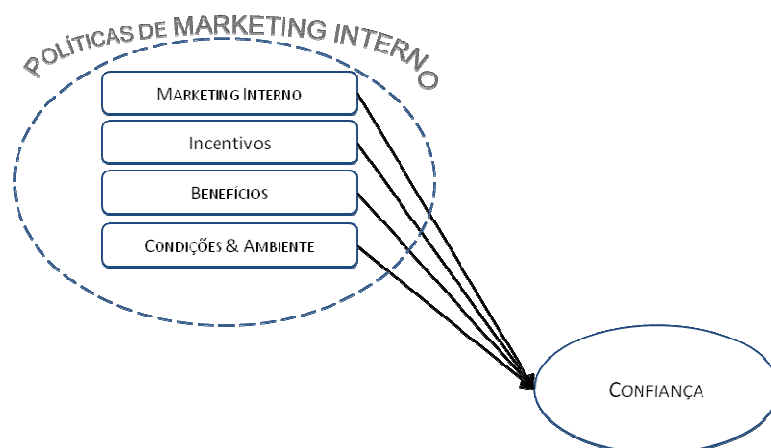 POLÍTICAS DE MARKETING INTERNO
MARKETING INTERNO
Incentivos
BENEFÍCIOS
CONDIÇÕES & AMBIENTE
CONFIANÇA